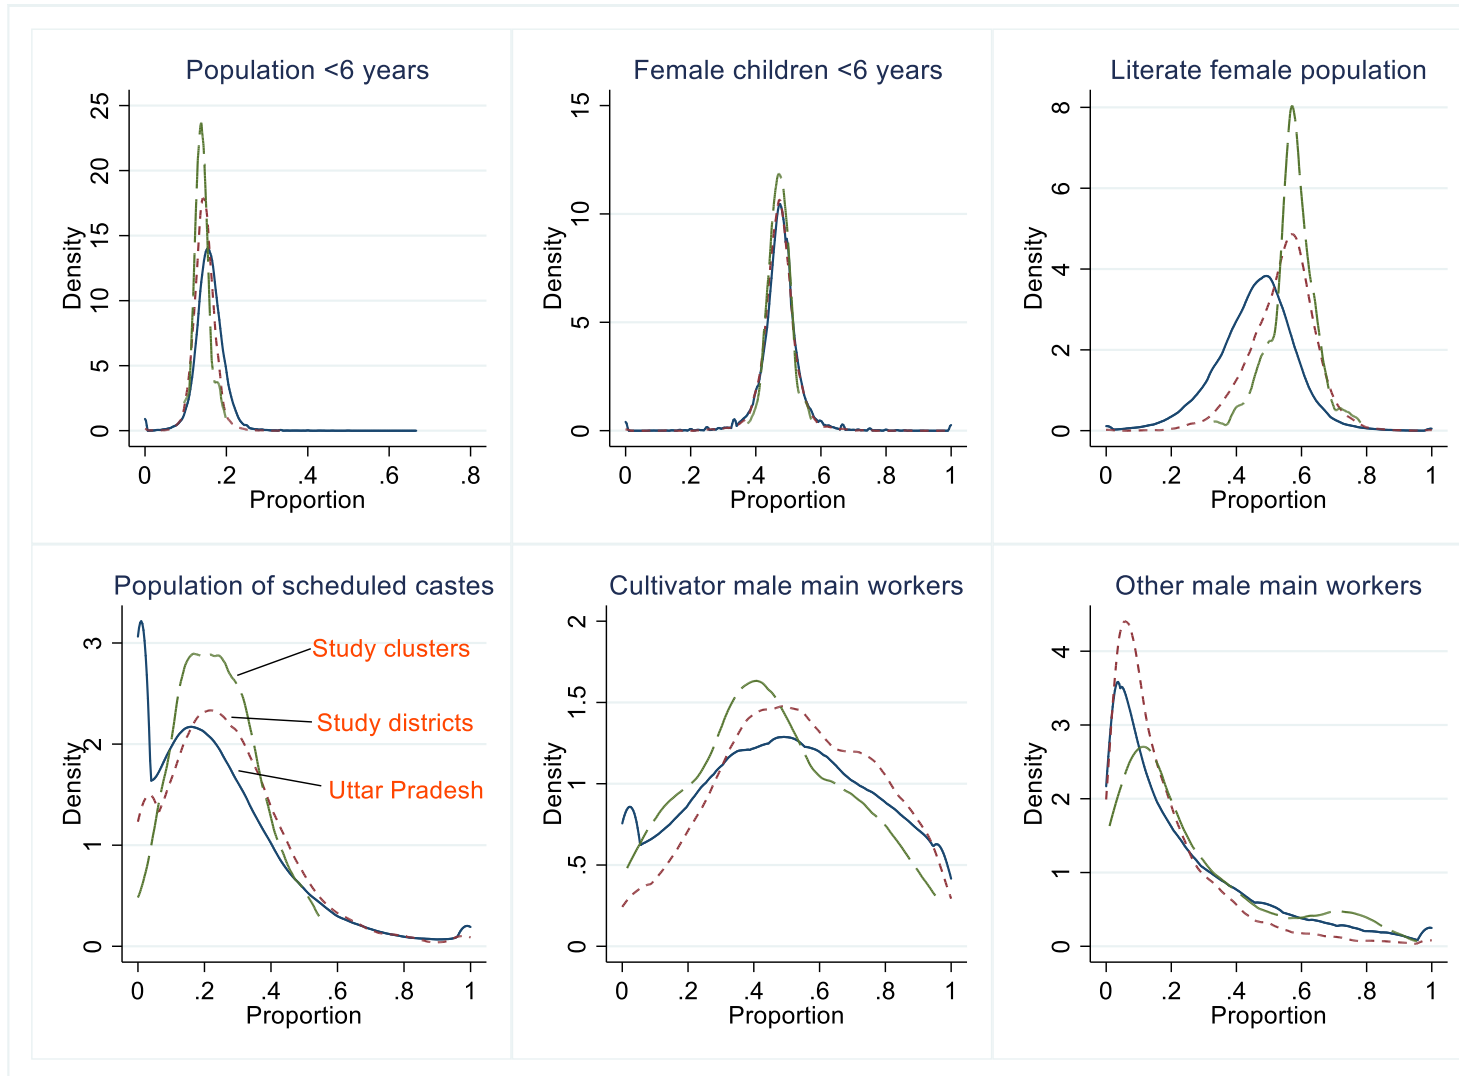 Population <6 years
Density
0 5 10 15 20 25
0 .2 .4 .6 .8
Proportion
Female children <6 years
Density
0 5 10 15
0 .2 .4 .6 .8 1
Proportion
Literate female population
Density
0 2 4 6 8
0 .2 .4 .6 .8 1
Proportion
Population of scheduled castes
Density
0 1 2 3
Study clusters
Study districts
Uttar Pradesh
0 .2 .4 .6 .8 1
Proportion
Cultivator male main workers
Density
0 .5 1 1.5 2
0 .2 .4 .6 .8 1
Proportion
Other male main workers
Density
0 1 2 3 4
0 .2 .4 .6 .8 1
Proportion